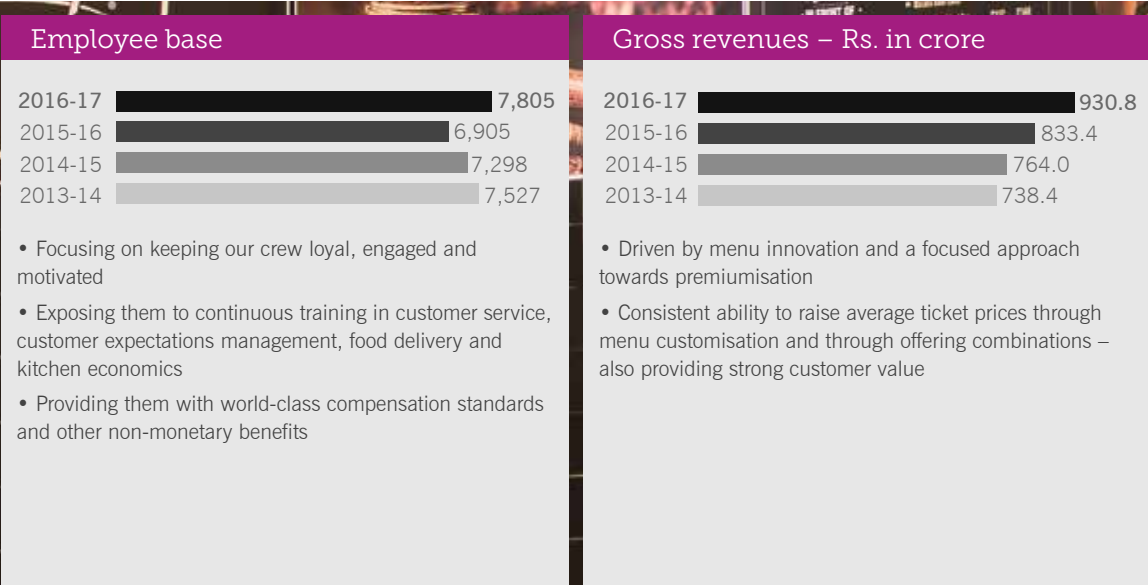 Employee base
2016-17 7,805
2015-16 6,905
2014-15 7,298
2013-14 7,527
• Focusing on keeping our crew loyal, engaged and
motivated
• Exposing them to continuous training in customer service,
customer expectations management, food delivery and
kitchen economics
• Providing them with world-class compensation standards
and other non-monetary benefits
Gross revenues – Rs. in crore
2016-17 930.8
2015-16 833.4
2014-15 764.0
2013-14 738.4
• Driven by menu innovation and a focused approach
towards premiumisation
• Consistent ability to raise average ticket prices through
menu customisation and through offering combinations –
also providing strong customer value